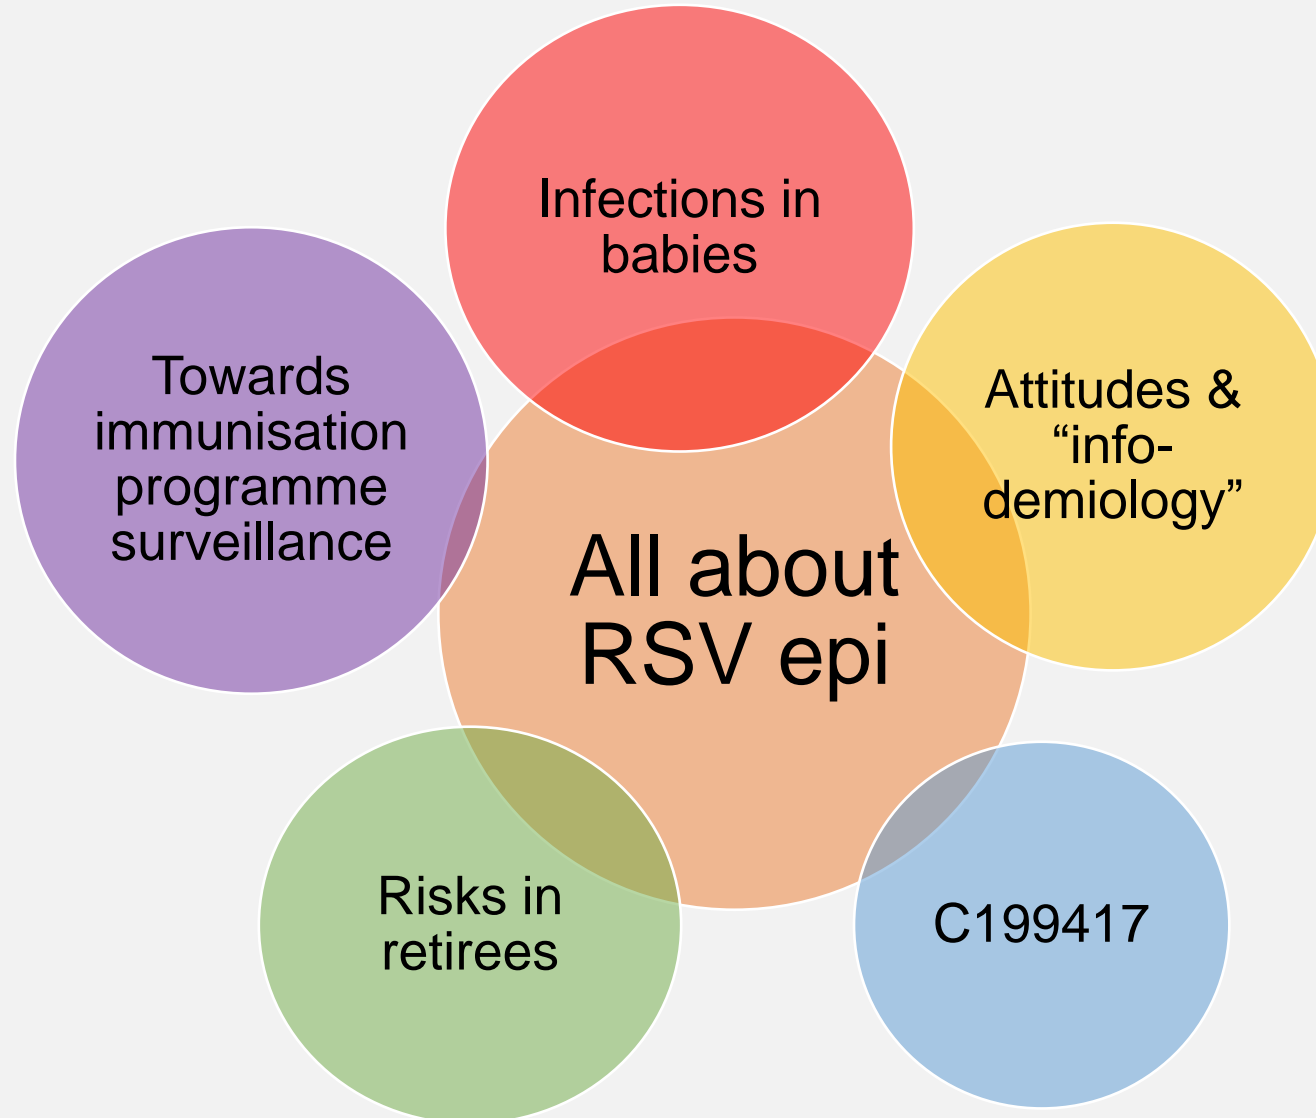 Infections in
babies
Towards
immunisation
programme
surveillance
Attitudes &
“info-
demiology”
All about
RSV epi
Risks in
retirees
C199417